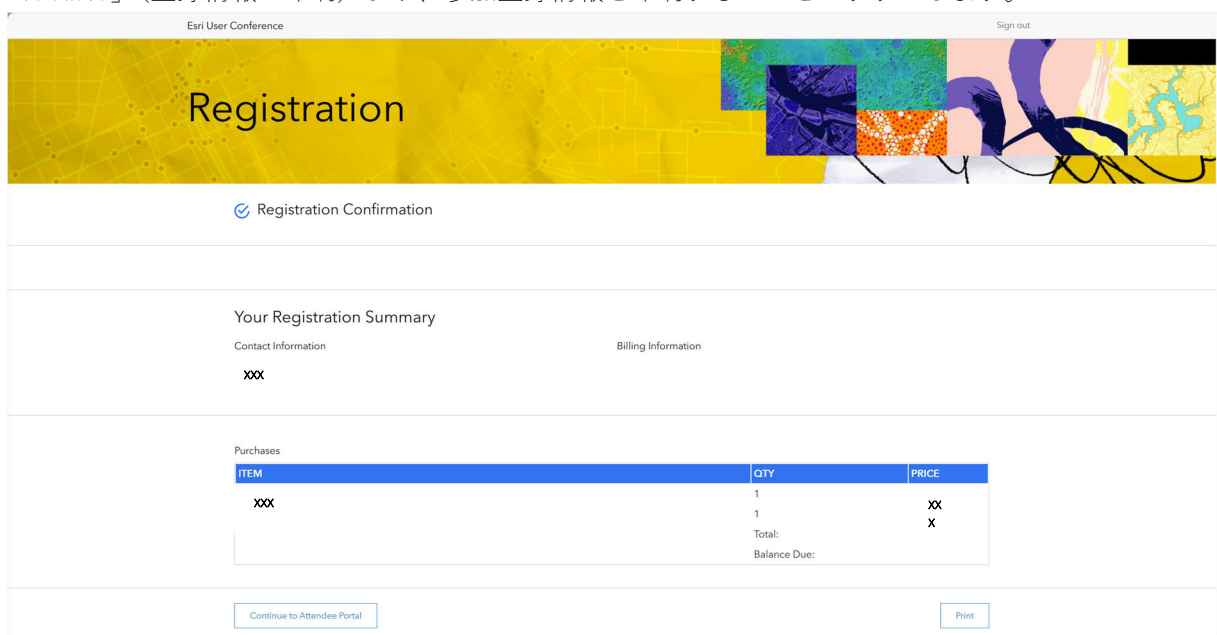 Esri User Conference
Sign out
Registration
Registration Confirmation
Your Registration Summary
Contact Information
Billing Information
XXX
Purchases
ITEM QTY PRICE
XXX
1
XX
1
X
Total:
Balance Due:
Continue to Attendee Portal
Print